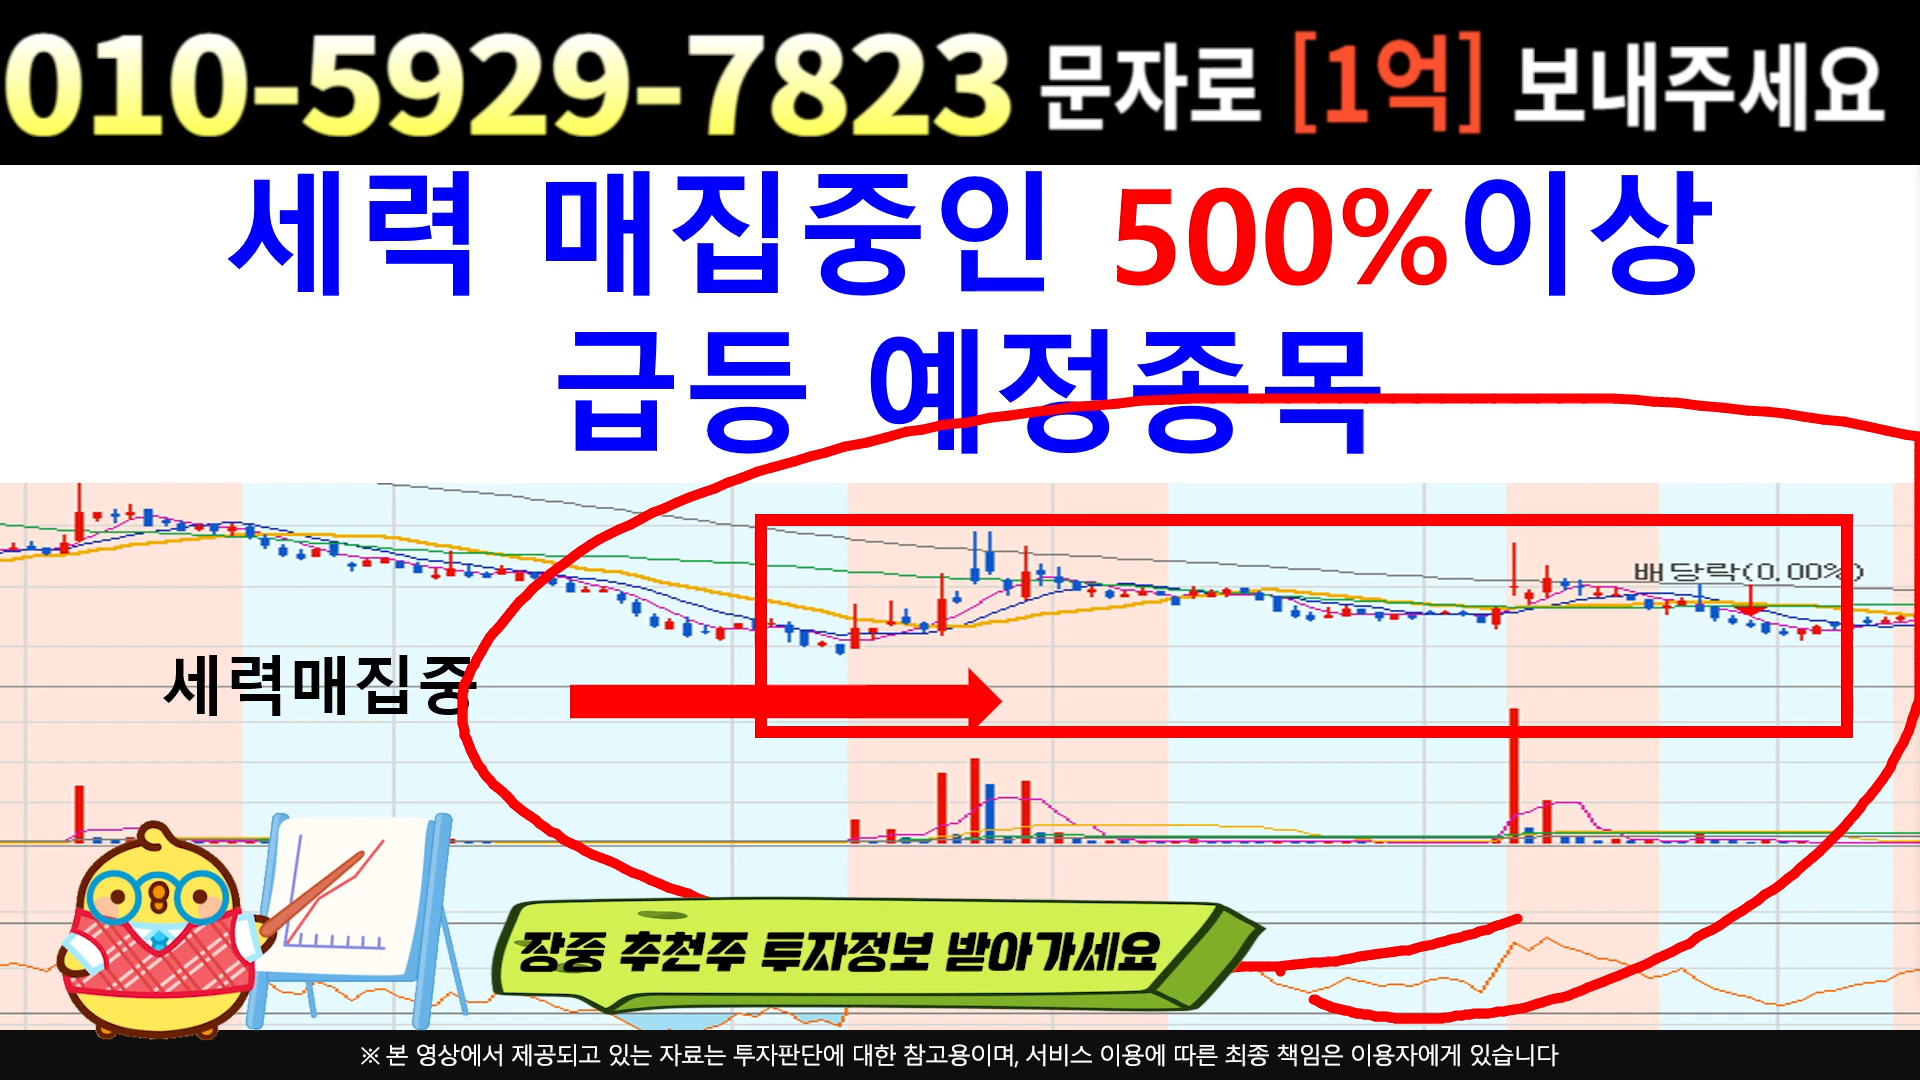 010-5929-7823 문자로 [1억] 보내주세요
세력 매집중인 500%이상
급등 예정종목
배당락(0.00%)
세력매집중
장중 추천주 투자정보 받아가세요
※ 본 영상에서 제공되고 있는 자료는 투자판단에 대한 참고용이며, 서비스 이용에 따른 최종 책임은 이용자에게 있습니다